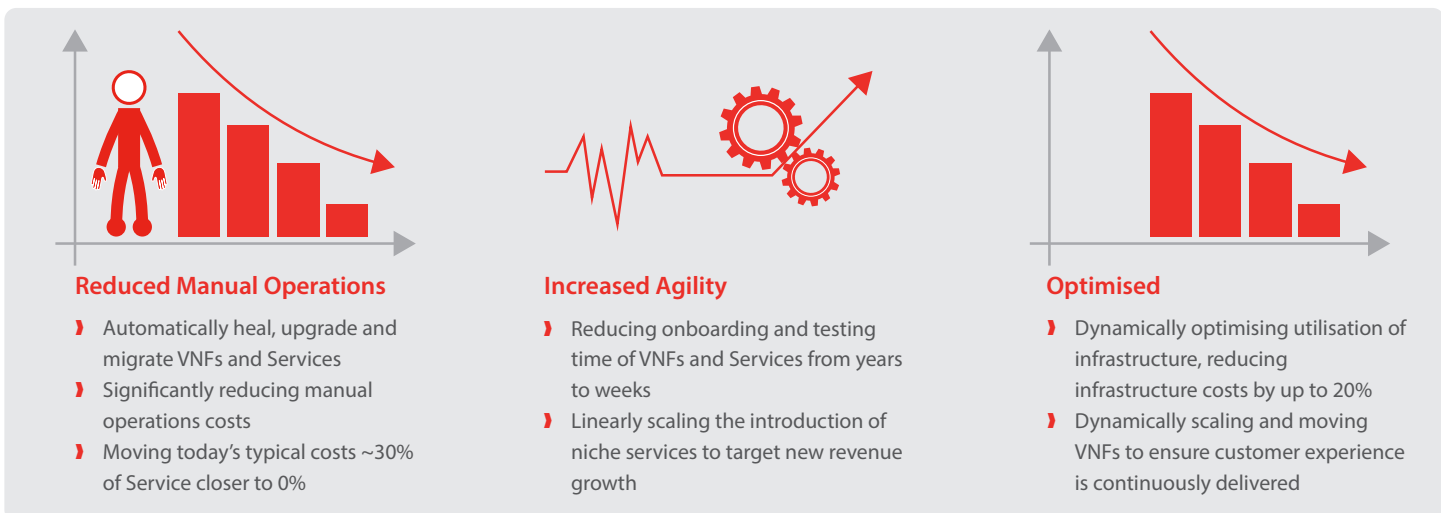 Reduced Manual Operations
❱ Automatically heal, upgrade and
migrate VNFs and Services
❱ Significantly reducing manual
operations costs
❱ Moving today’s typical costs ~30%
of Service closer to 0%
Increased Agility
❱ Reducing onboarding and testing
time of VNFs and Services from years
to weeks
❱ Linearly scaling the introduction of
niche services to target new revenue
growth
Optimised
❱ Dynamically optimising utilisation of
infrastructure, reducing
infrastructure costs by up to 20%
❱ Dynamically scaling and moving
VNFs to ensure customer experience
is continuously delivered